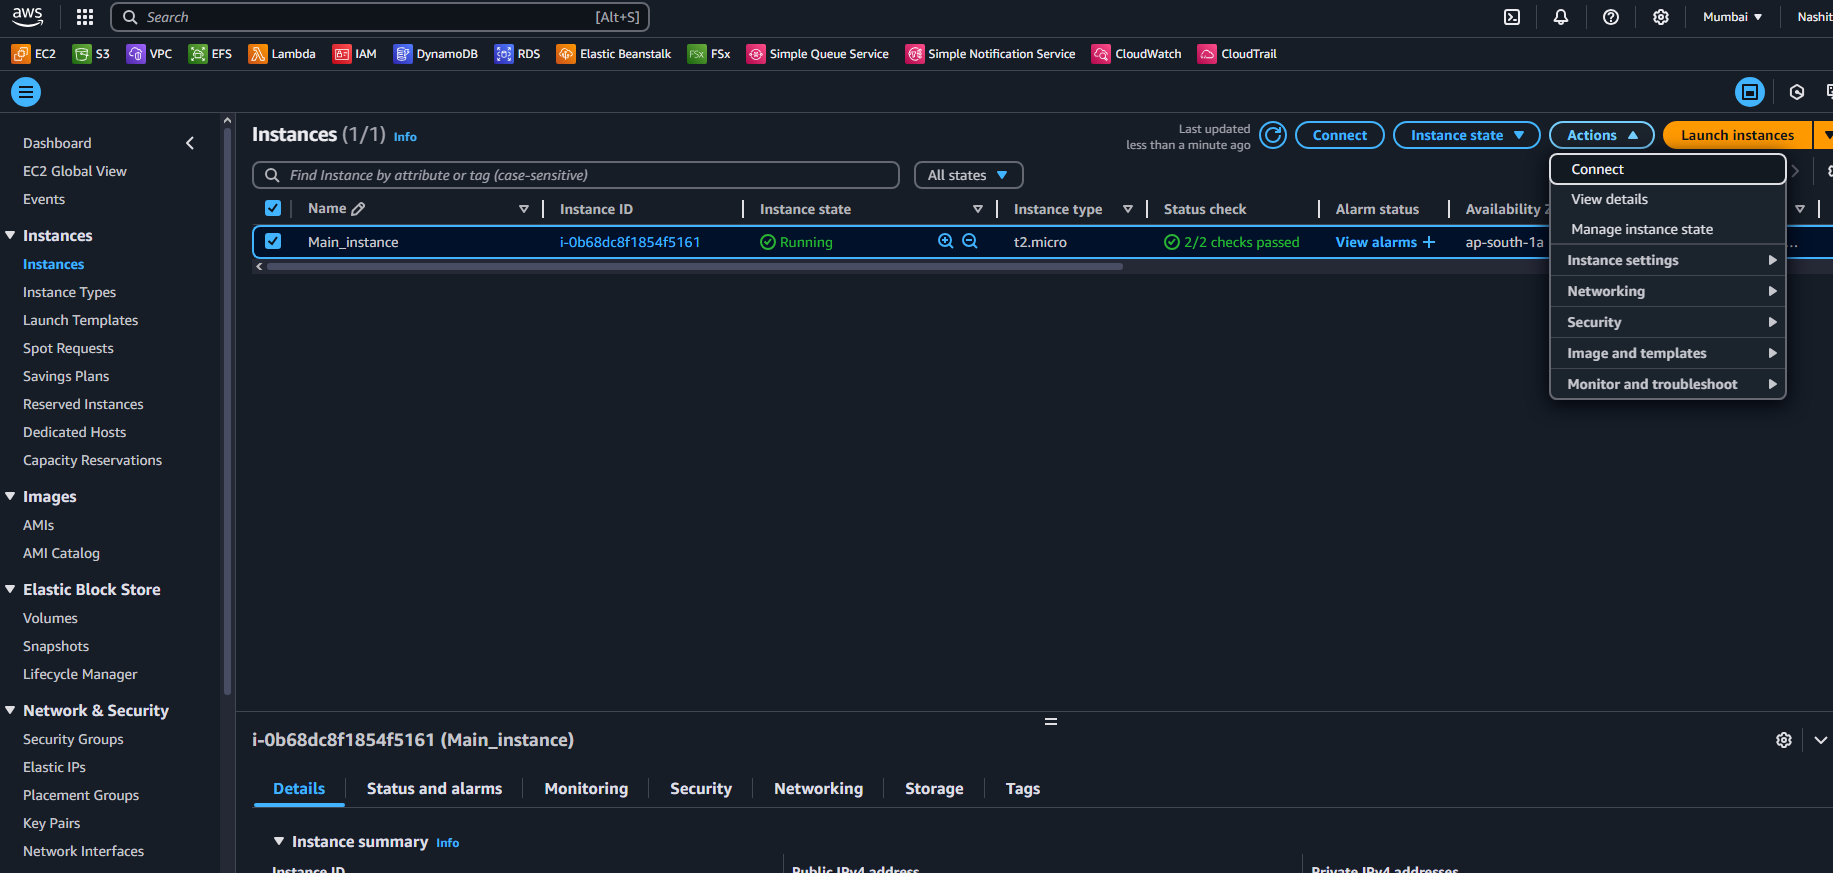 aws
Search [Alt+S]
Mumbai
EC2 S3 VPC EFS Lambda IAM DynamoDB RDS Elastic Beanstalk FSx FSx Simple Queue Service Simple Notification Service CloudWatch CloudTrail
Dashboard
EC2 Global View
Events
Instances
Instances
Instance Types
Launch Templates
Spot Requests
Savings Plans
Reserved Instances
Dedicated Hosts
Capacity Reservations
Images
AMIs
AMI Catalog
Elastic Block Store
Volumes
Snapshots
Lifecycle Manager
Network & Security
Security Groups
Elastic IPs
Placement Groups
Key Pairs
Network Interfaces
Instances (1/1) Info
Last updated
less than a minute ago
Connect Instance state Actions Launch instances
Find Instance by attribute or tag (case-sensitive) All states
Name Instance ID Instance state Instance type Status check Alarm status Availability
Main_instance i-0b68dc8f1854f5161 Running t2.micro 2/2 checks passed View alarms + ap-south-1a ...
Connect
View details
Manage instance state
Instance settings
Networking
Security
Image and templates
Monitor and troubleshoot
i-0b68dc8f1854f5161 (Main_instance)
Details Status and alarms Monitoring Security Networking Storage Tags
Instance summary Info
Instance ID Public IPv4 address Private IPv4 addresses